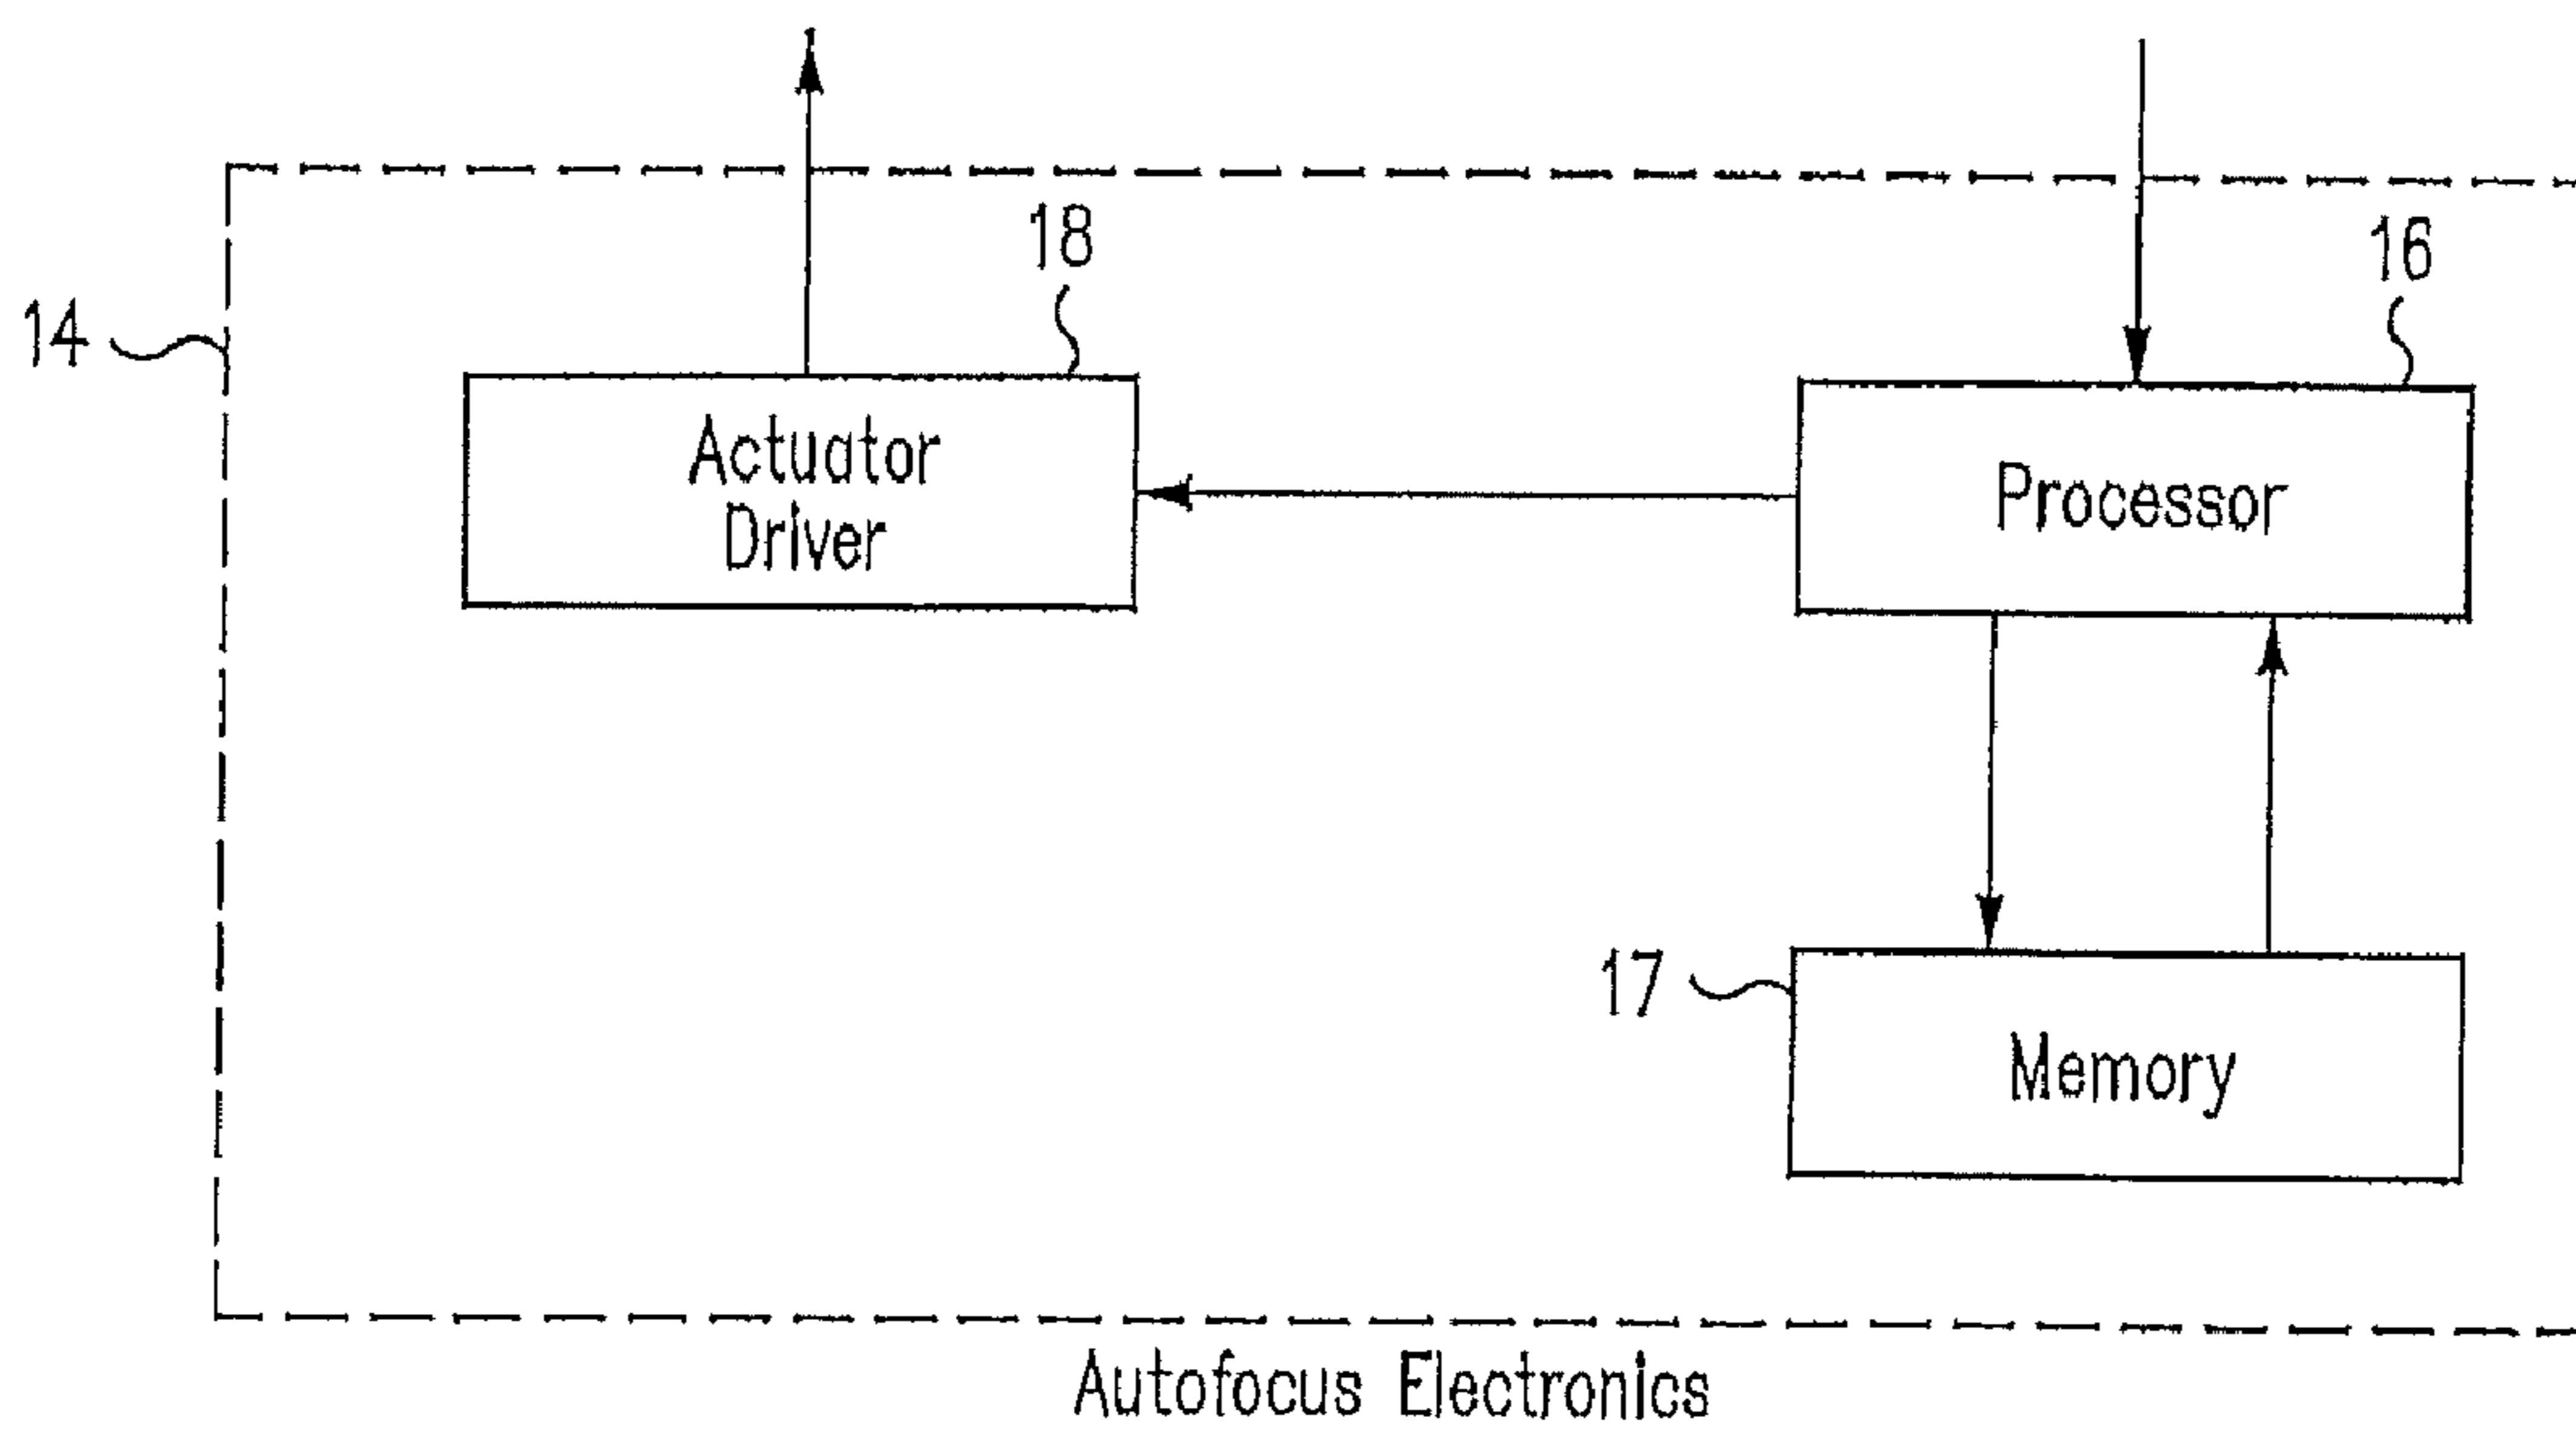 18
16
14
Actuator
Driver
Processor
17
Memory
Autofocus Electronics